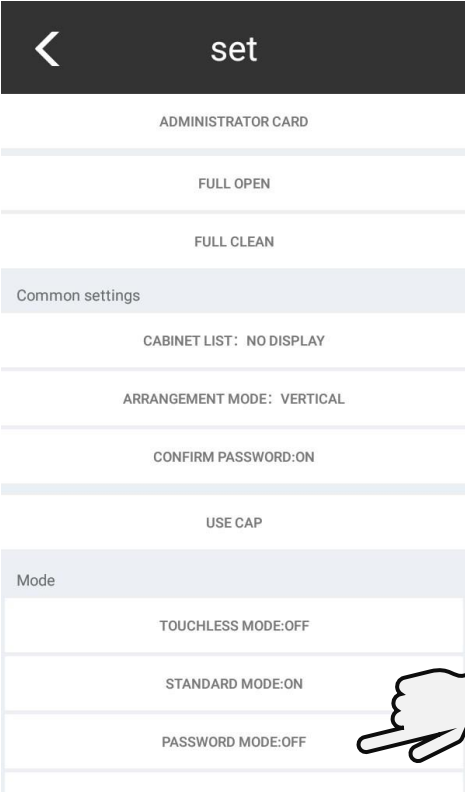 set
ADMINISTRATOR CARD
FULL OPEN
FULL CLEAN
Common settings
CABINET LIST：NO DISPLAY
ARRANGEMENT MODE：VERTICAL
CONFIRM PASSWORD:ON
USE CAP
Mode
TOUCHLESS MODE:OFF
STANDARD MODE:ON
PASSWORD MODE:OFF